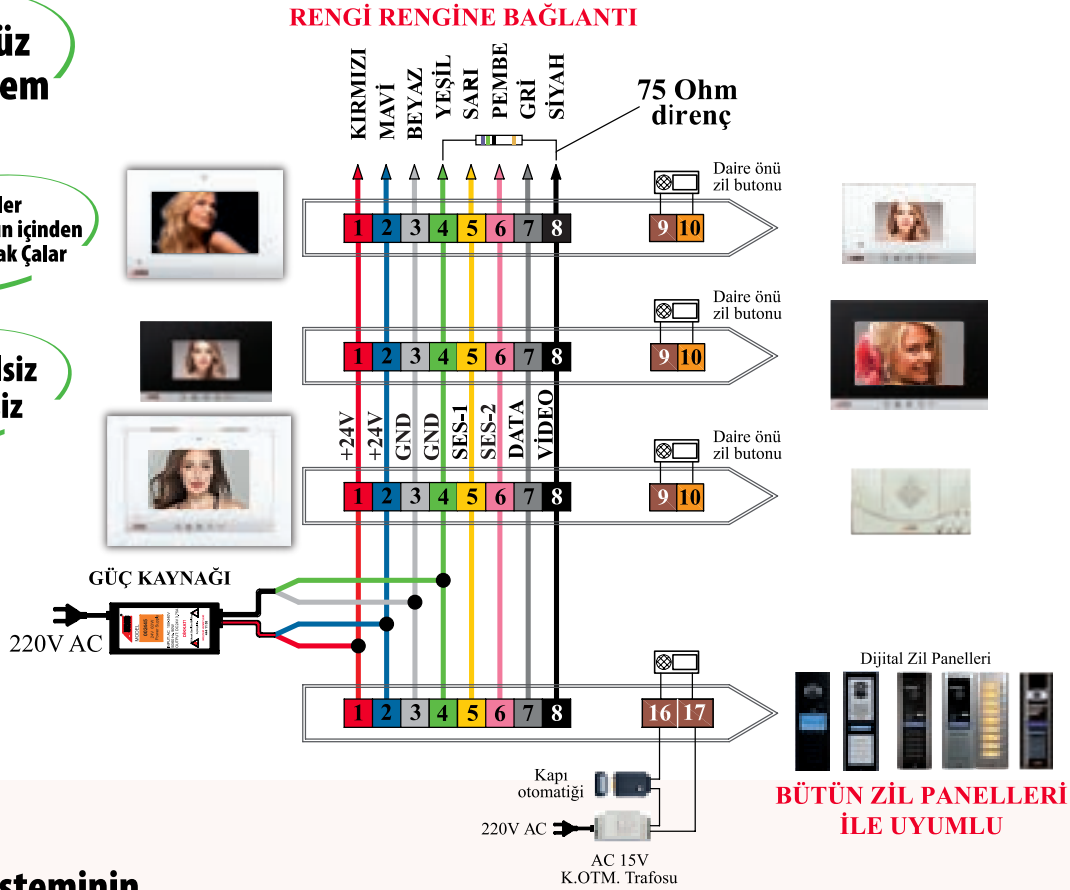 RENGİ RENGİNE BAĞLANTI
üz
em
KIRMIZI
MAVİ
BEYAZ
YEŞİL
SARI
PEMBE
GRİ
SİYAH
75 Ohm
direnç
ler
n içinden
ak Çalar
Daire önü
zil butonu
1 2 3 4 5 6 7 8
9 10
Daire önü
zil butonu
1 2 3 4 5 6 7 8
9 10
lsiz
iz
+24V
+24V
GND
GND
SES-1
SES-2
DATA
VİDEO
Daire önü
zil butonu
1 2 3 4 5 6 7 8
9 10
GÜÇ KAYNAĞI
220V AC
MODEL
1 2 3 4 5 6 7 8
16 17
Dijital Zil Panelleri
Kapı
otomatiği
220V AC
AC 15V
K.OTM. Trafosu
BÜTÜN ZİL PANELLERİ
İLE UYUMLU
steminin